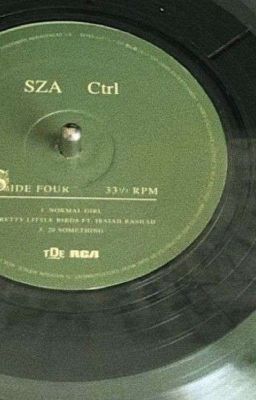 SZA Ctrl
SIDE FOUR 33⅓ RPM
1. NORMAL GIRL
PRETTY LITTLE BIRDS FT. ISAIAH RASHAD
3. 20 SOMETHING
TDE RCA